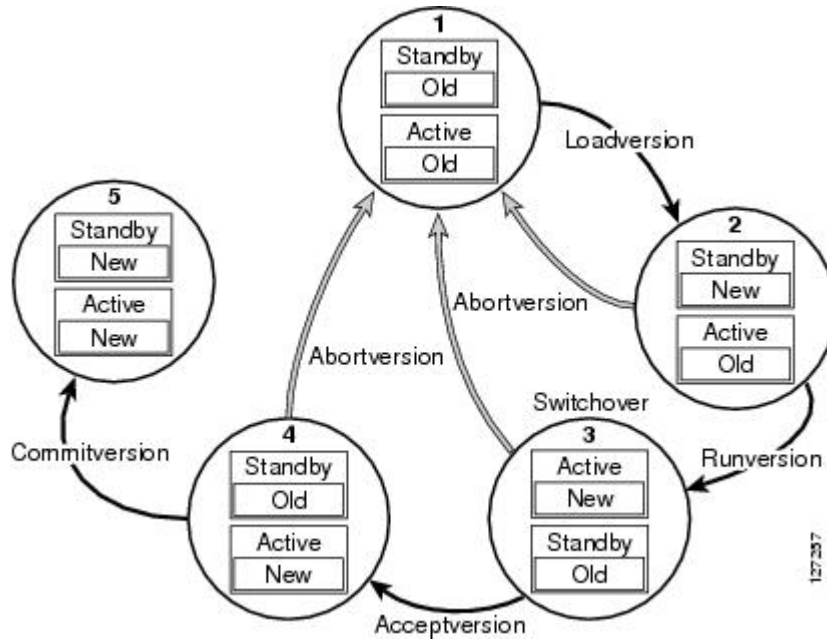 1
Standby
Old
Active
Old
Loadversion
5
Standby
New
Active
New
2
Standby
New
Active
Old
Abortversion
Abortversion
Switchover
Commitversion
4
Standby
Old
Active
New
3
Active
New
Standby
Old
Runversion
Acceptversion
127257